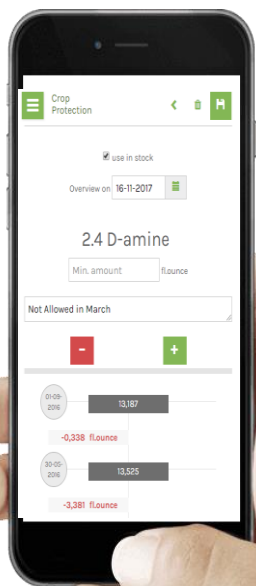 Crop
Protection
use in stock
Overview on 16-11-2017
2.4 D-amine
Min. amount fl.ounce
Not Allowed in March
- +
01-09-
2016
13,187
-0,338 fl.ounce
30-05-
2016
13,525
-3,381 fl.ounce